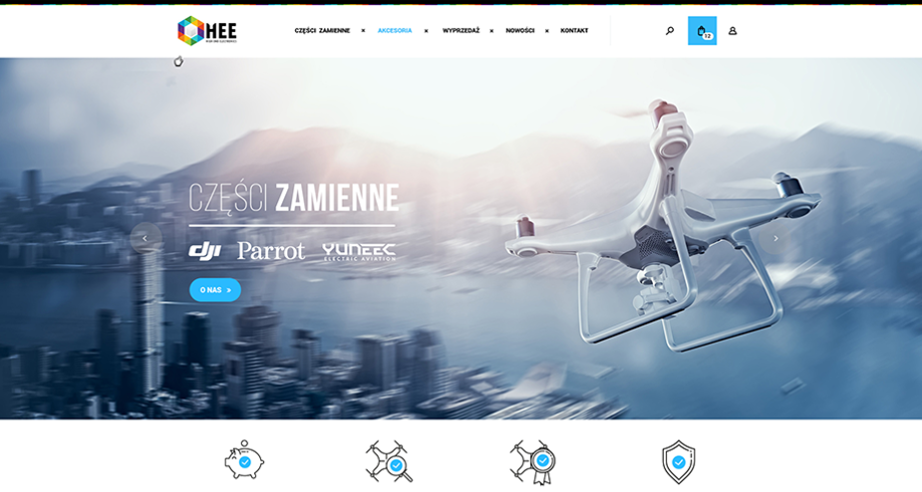 HEE
CZĘŚCI ZAMIENNE
AKCESORIA
WYPRZEDAŻ
NOWOŚCI
KONTAKT
12
CZĘŚCI ZAMIENNE
dji Parrot YUNEEC
ELECTRIC AVIATION
O NAS >